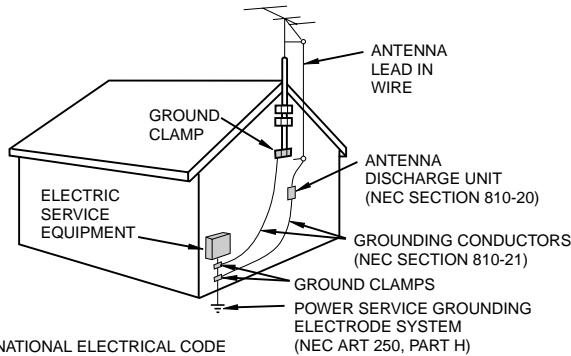 ANTENNA
LEAD IN
WIRE
GROUND
CLAMP
ANTENNA
DISCHARGE UNIT
(NEC SECTION 810-20)
ELECTRIC
SERVICE
EQUIPMENT
GROUNDING CONDUCTORS
(NEC SECTION 810-21)
GROUND CLAMPS
POWER SERVICE GROUNDING
ELECTRODE SYSTEM
(NEC ART 250, PART H)
NATIONAL ELECTRICAL CODE